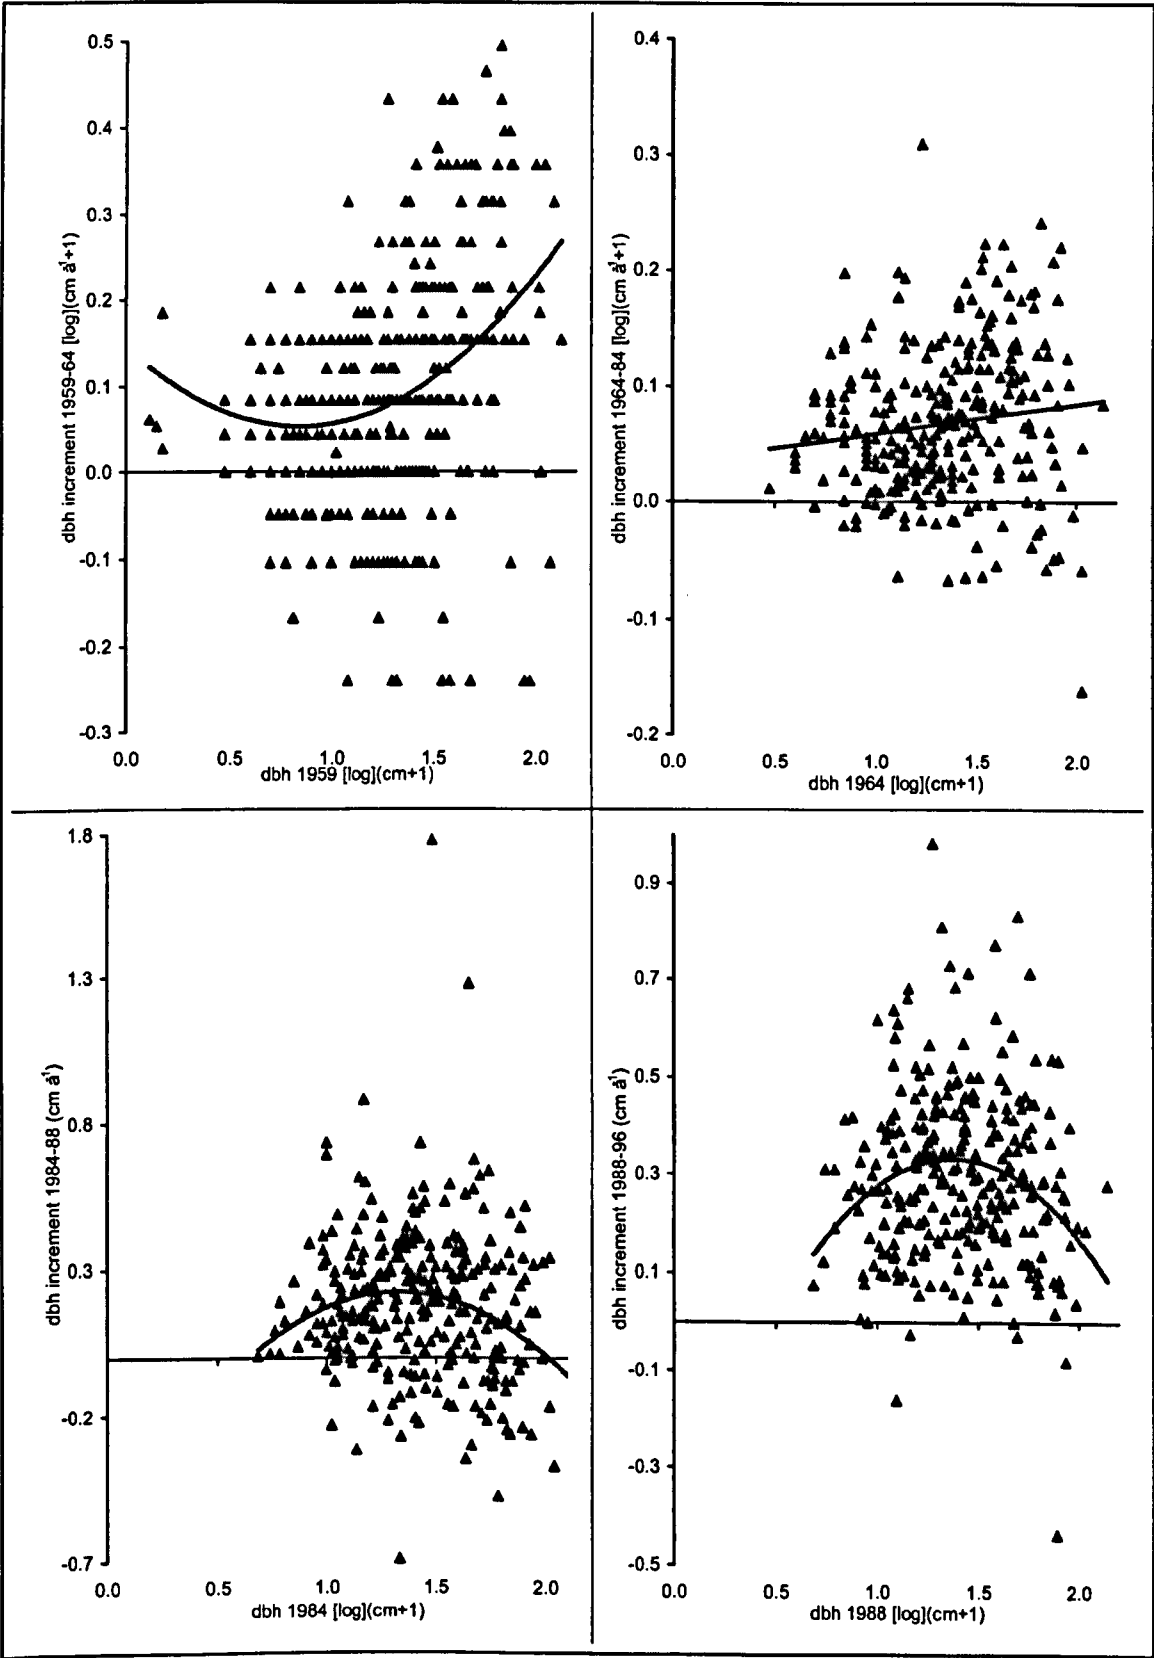 0.5
0.4
0.3
0.2
0.1
0.0
-0.1
-0.2
-0.3
dbh increment 1959-64 [log](cm à¹+1)
0.0 0.5 1.0 1.5 2.0
dbh 1959 [log](cm+1)
0.4
0.3
0.2
0.1
0.0
-0.1
-0.2
dbh increment 1964-84 [log](cm à¹+1)
0.0 0.5 1.0 1.5 2.0
dbh 1964 [log](cm+1)
1.8
1.3
0.8
0.3
-0.2
-0.7
dbh increment 1984-88 (cm à¹)
0.0 0.5 1.0 1.5 2.0
dbh 1984 [log](cm+1)
0.9
0.7
0.5
0.3
0.1
-0.1
-0.3
-0.5
dbh increment 1988-96 (cm à¹)
0.0 0.5 1.0 1.5 2.0
dbh 1988 [log](cm+1)